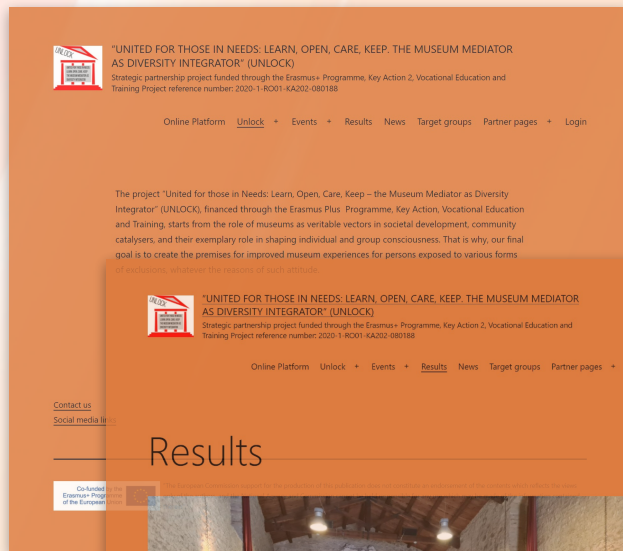 UNLOCK
"UNITED FOR THOSE IN NEEDS: LEARN, OPEN, CARE, KEEP. THE MUSEUM MEDIATOR
AS DIVERSITY INTEGRATOR" (UNLOCK)
Strategic partnership project funded through the Erasmus+ Programme, Key Action 2, Vocational Education and
Training Project reference number: 2020-1-RO01-KA202-080188
Online Platform Unlock + Events + Results News Target groups Partner pages + Login
The project "United for those in Needs: Learn, Open, Care, Keep – the Museum Mediator as Diversity
Integrator" (UNLOCK), financed through the Erasmus Plus Programme, Key Action, Vocational Education
and Training, starts from the role of museums as veritable vectors in societal development, community
catalysers, and their exemplary role in shaping individual and group consciousness. That is why, our final
goal is to create the premises for improved museum experiences for persons exposed to various forms
of exclusions, whatever the reasons of such attitude.
UNLOCK
"UNITED FOR THOSE IN NEEDS: LEARN, OPEN, CARE, KEEP. THE MUSEUM MEDIATOR
AS DIVERSITY INTEGRATOR" (UNLOCK)
Strategic partnership project funded through the Erasmus+ Programme, Key Action 2, Vocational Education and
Training Project reference number: 2020-1-RO01-KA202-080188
Online Platform Unlock + Events + Results News Target groups Partner pages +
Contact us
Social media links
Results
Co-funded by the
Erasmus+ Programme
of the European Union